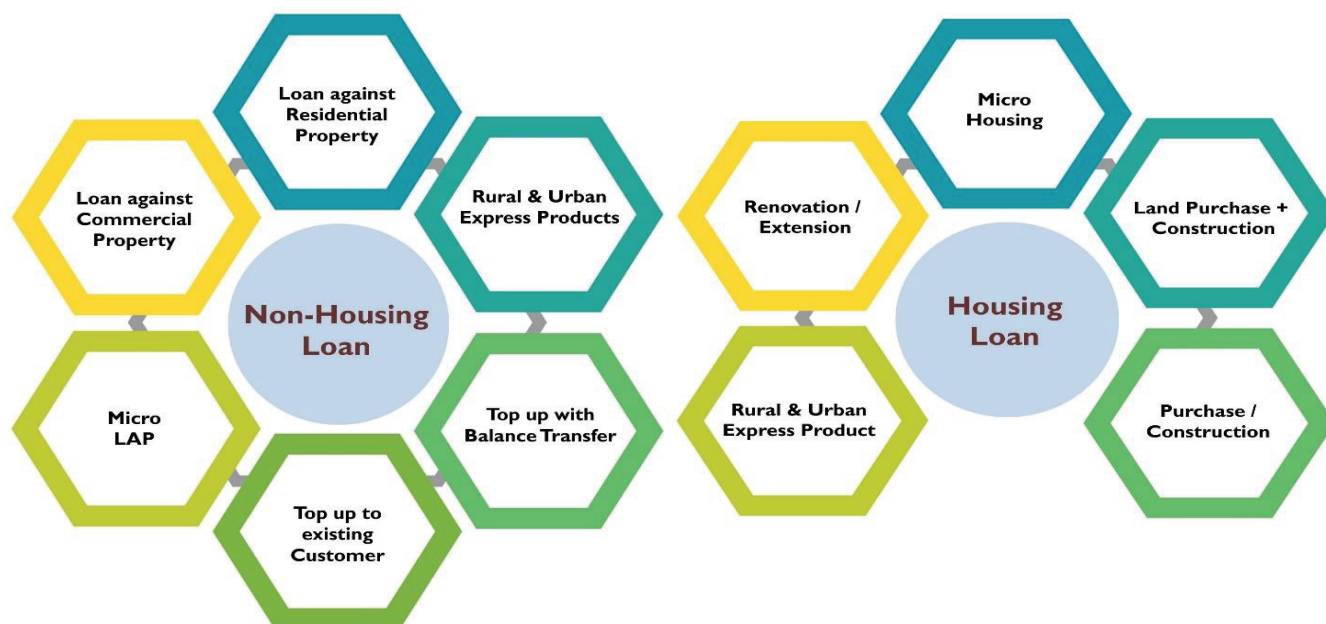 Loan against
Residential
Property
Rural & Urban
Express Products
Top up with
Balance Transfer
Top up to
existing
Customer
Micro
LAP
Loan against
Commercial
Property
Non-Housing
Loan
Micro
Housing
Land Purchase +
Construction
Purchase /
Construction
Rural & Urban
Express Product
Renovation /
Extension
Housing
Loan